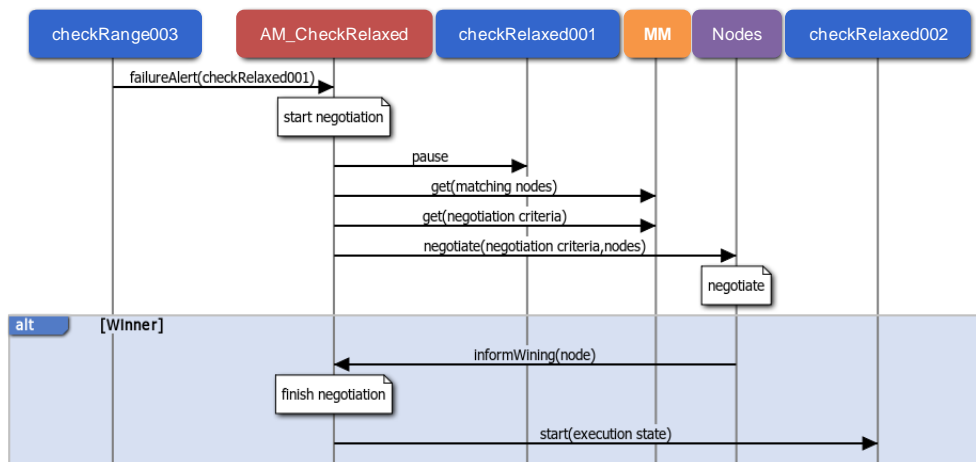 checkRange003 AM_CheckRelaxed checkRelaxed001 MM Nodes checkRelaxed002
failureAlert(checkRelaxed001)
start negotiation
pause
get(matching nodes)
get(negotiation criteria)
negotiate(negotiation criteria,nodes)
negotiate
alt [Winner]
informWining(node)
finish negotiation
start(execution state)